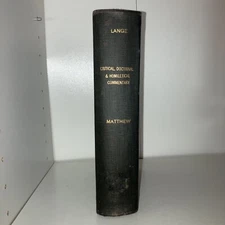 LANGE
CRITICAL, DOCTRINAL
& HOMILETICAL
COMMENTARY
MATTHEW